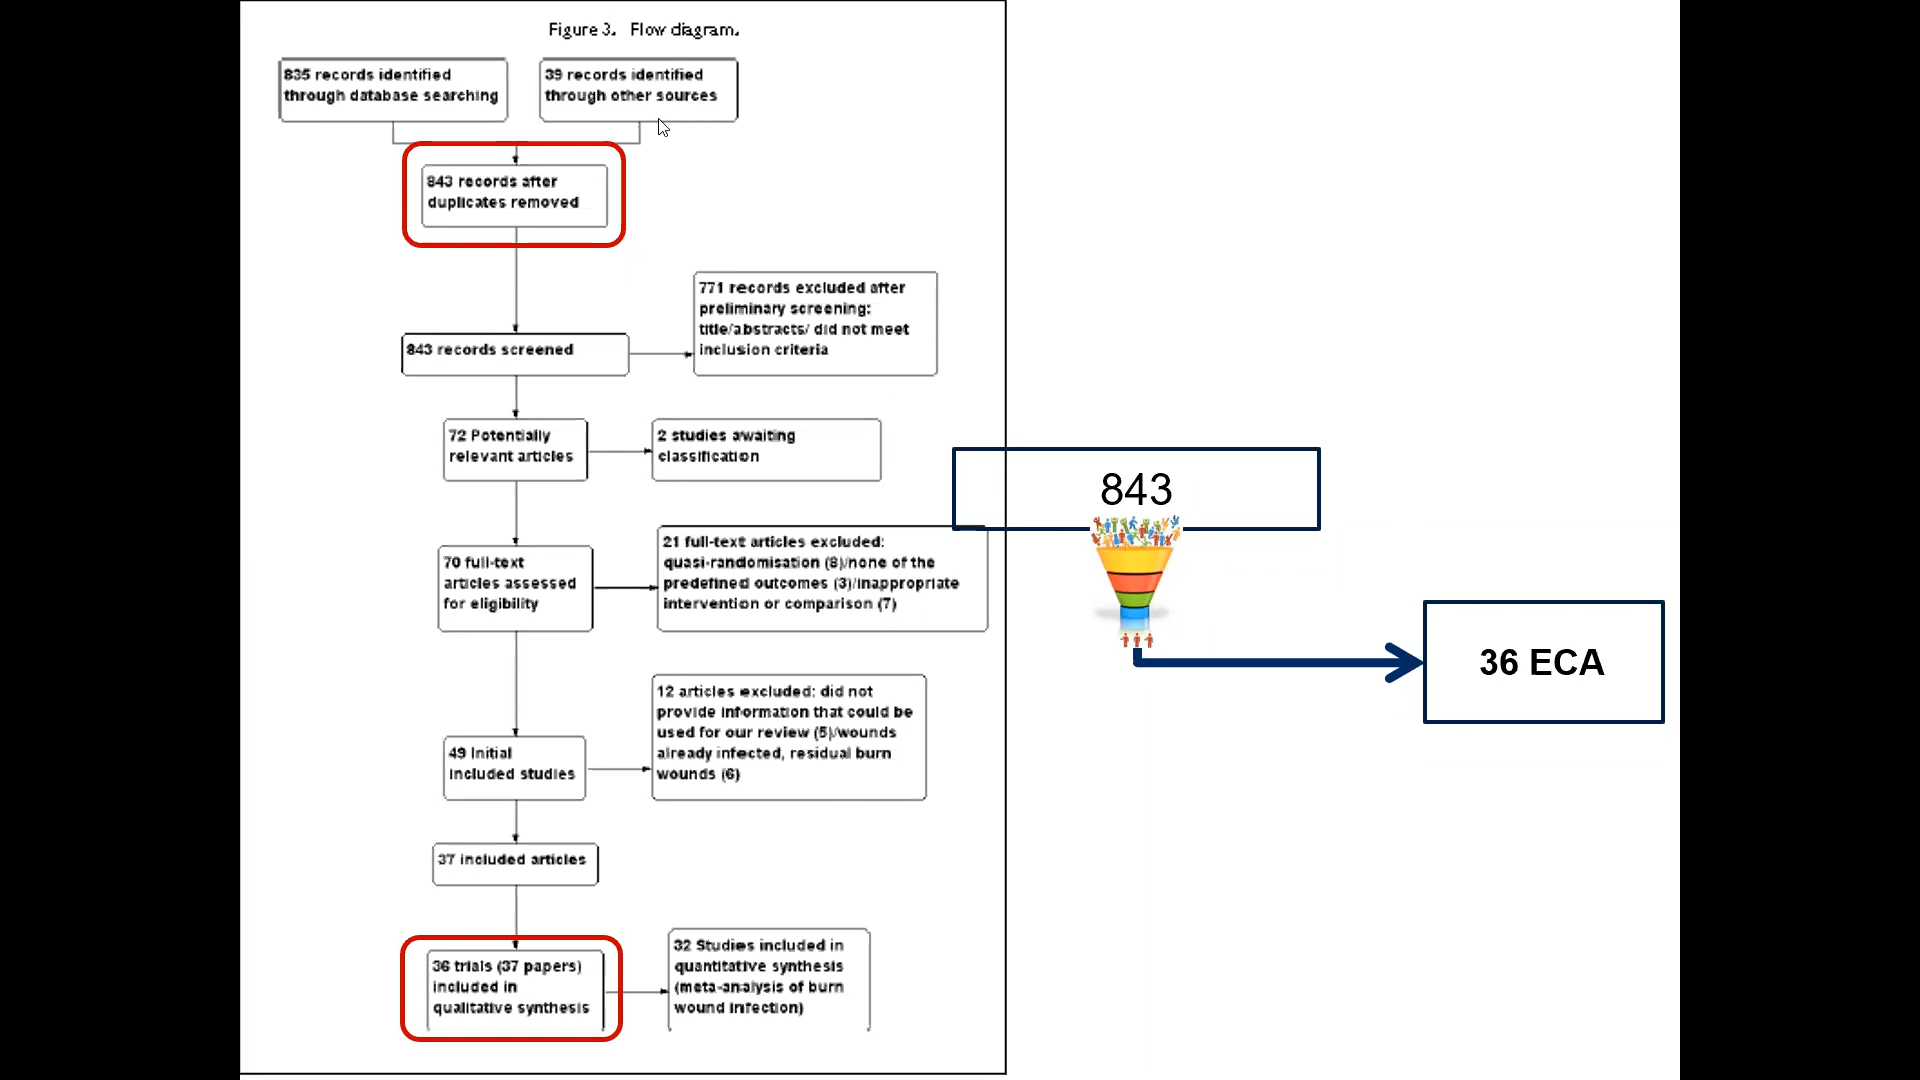 Figure 3. Flow diagram.
835 records identified
through database searching
39 records identified
through other sources
843 records after
duplicates removed
771 records excluded after
preliminary screening:
title/abstracts/ did not meet
inclusion criteria
843 records screened
72 Potentially
relevant articles
2 studies awaiting
classification
70 full-text
articles assessed
for eligibility
21 full-text articles excluded:
quasi-randomisation (8)/none of the
predefined outcomes (3)/inappropriate
intervention or comparison (7)
12 articles excluded: did not
provide information that could be
used for our review (5)/wounds
already infected, residual burn
wounds (6)
49 Initial
included studies
37 included articles
36 trials (37 papers)
included in
qualitative synthesis
32 Studies included in
quantitative synthesis
(meta-analysis of burn
wound infection)
843
36 ECA